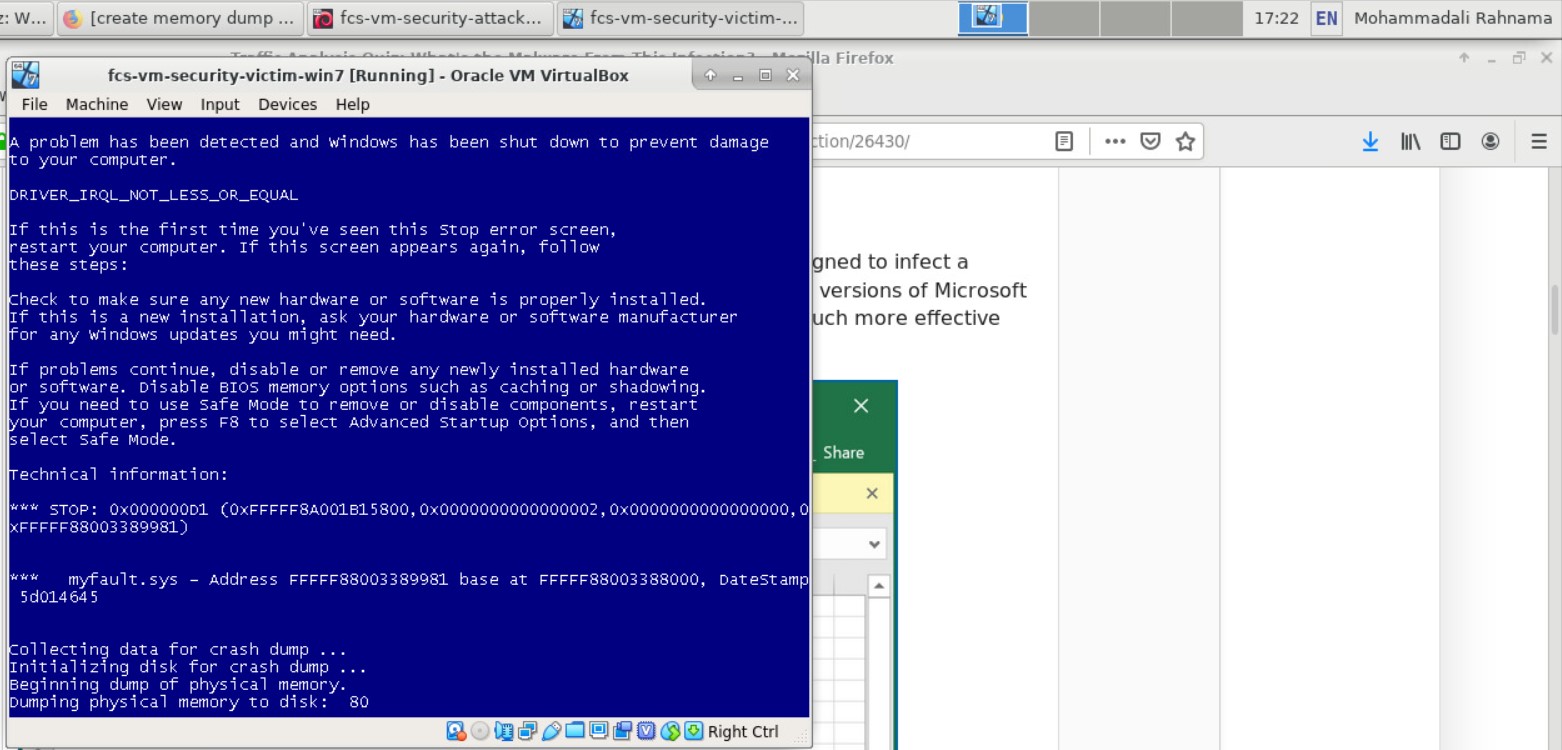 z: W...
[create memory dump ...
fcs-vm-security-attack...
fcs-vm-security-victim-...
17:22
EN
Mohammadali Rahnama
Traffic Analysis Quiz: What's the Malware From This Infection? - Mozilla Firefox
fcs-vm-security-victim-win7 [Running] - Oracle VM VirtualBox
File Machine View Input Devices Help
ction/26430/
A problem has been detected and Windows has been shut down to prevent damage
to your computer.
DRIVER_IRQL_NOT_LESS_OR_EQUAL
If this is the first time you've seen this Stop error screen,
restart your computer. If this screen appears again, follow
these steps:
Check to make sure any new hardware or software is properly installed.
If this is a new installation, ask your hardware or software manufacturer
for any Windows updates you might need.
If problems continue, disable or remove any newly installed hardware
or software. Disable BIOS memory options such as caching or shadowing.
If you need to use Safe Mode to remove or disable components, restart
your computer, press F8 to select Advanced Startup Options, and then
select Safe Mode.
Technical information:
*** STOP: 0x000000D1 (0xFFFFF8A001B15800,0x0000000000000002,0x0000000000000000,0
xFFFFF88003389981)
*** myfault.sys - Address FFFFF88003389981 base at FFFFF88003388000, DateStamp
5d014645
Collecting data for crash dump ...
Initializing disk for crash dump ...
Beginning dump of physical memory.
Dumping physical memory to disk: 80
Right Ctrl
gned to infect a
versions of Microsoft
uch more effective
Share